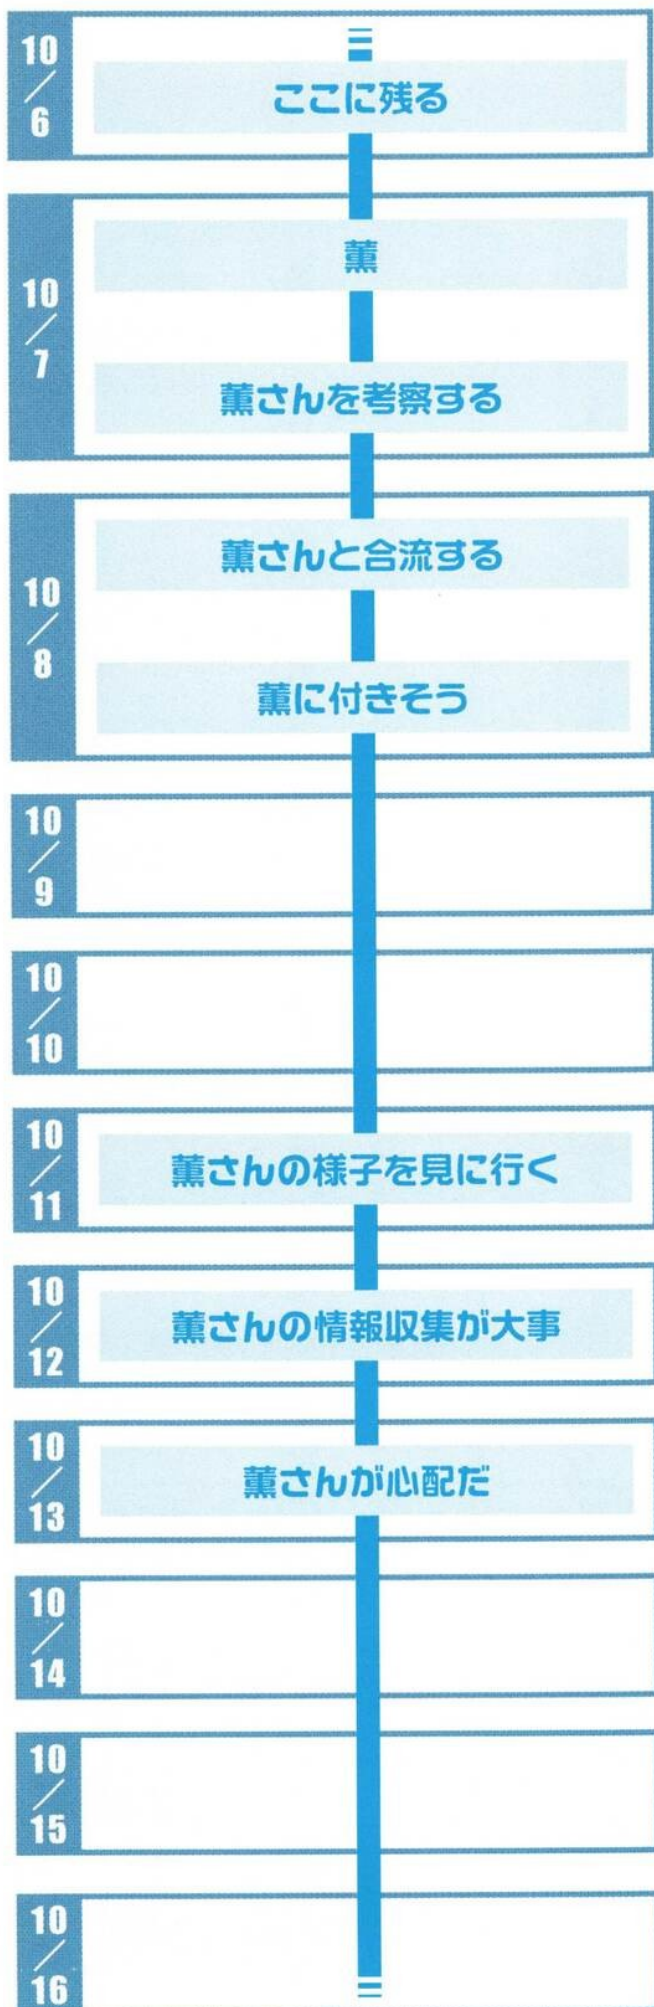 10/6
ここに残る
10/7
薫
薫さんを考察する
10/8
薫さんと合流する
薫に付きそう
10/9
10/10
10/11
薫さんの様子を見に行く
10/12
薫さんの情報収集が大事
10/13
薫さんが心配だ
10/14
10/15
10/16